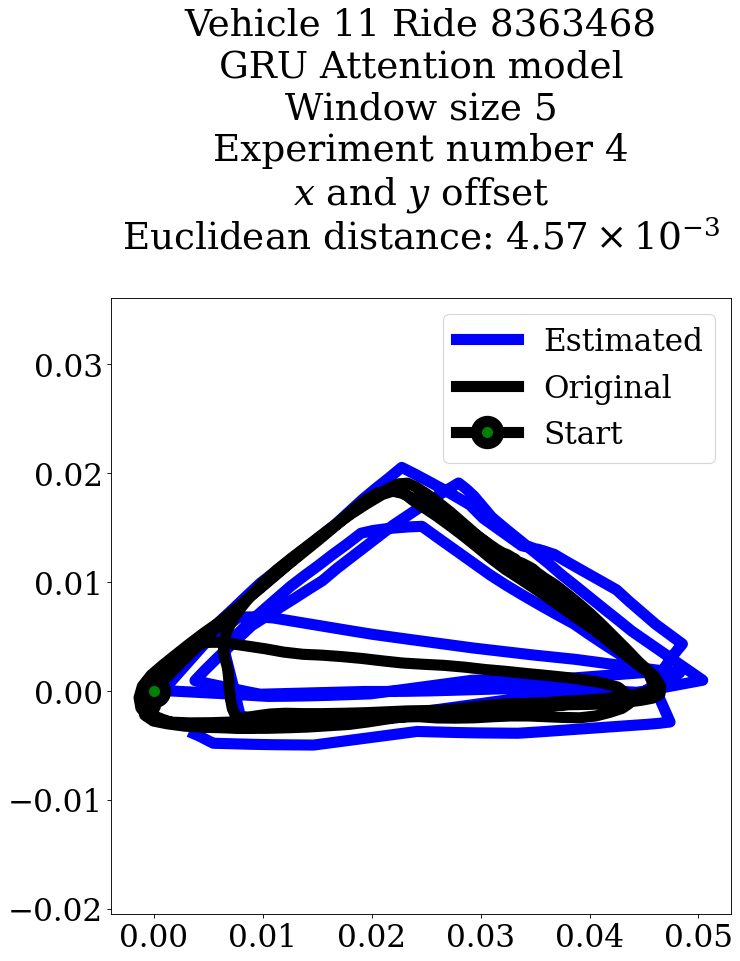 Vehicle 11 Ride 8363468
GRU Attention model
Window size 5
Experiment number 4
x and y offset
Euclidean distance: 4.57 × 10⁻³
Estimated
Original
Start
0.03
0.02
0.01
0.00
−0.01
−0.02
0.00 0.01 0.02 0.03 0.04 0.05